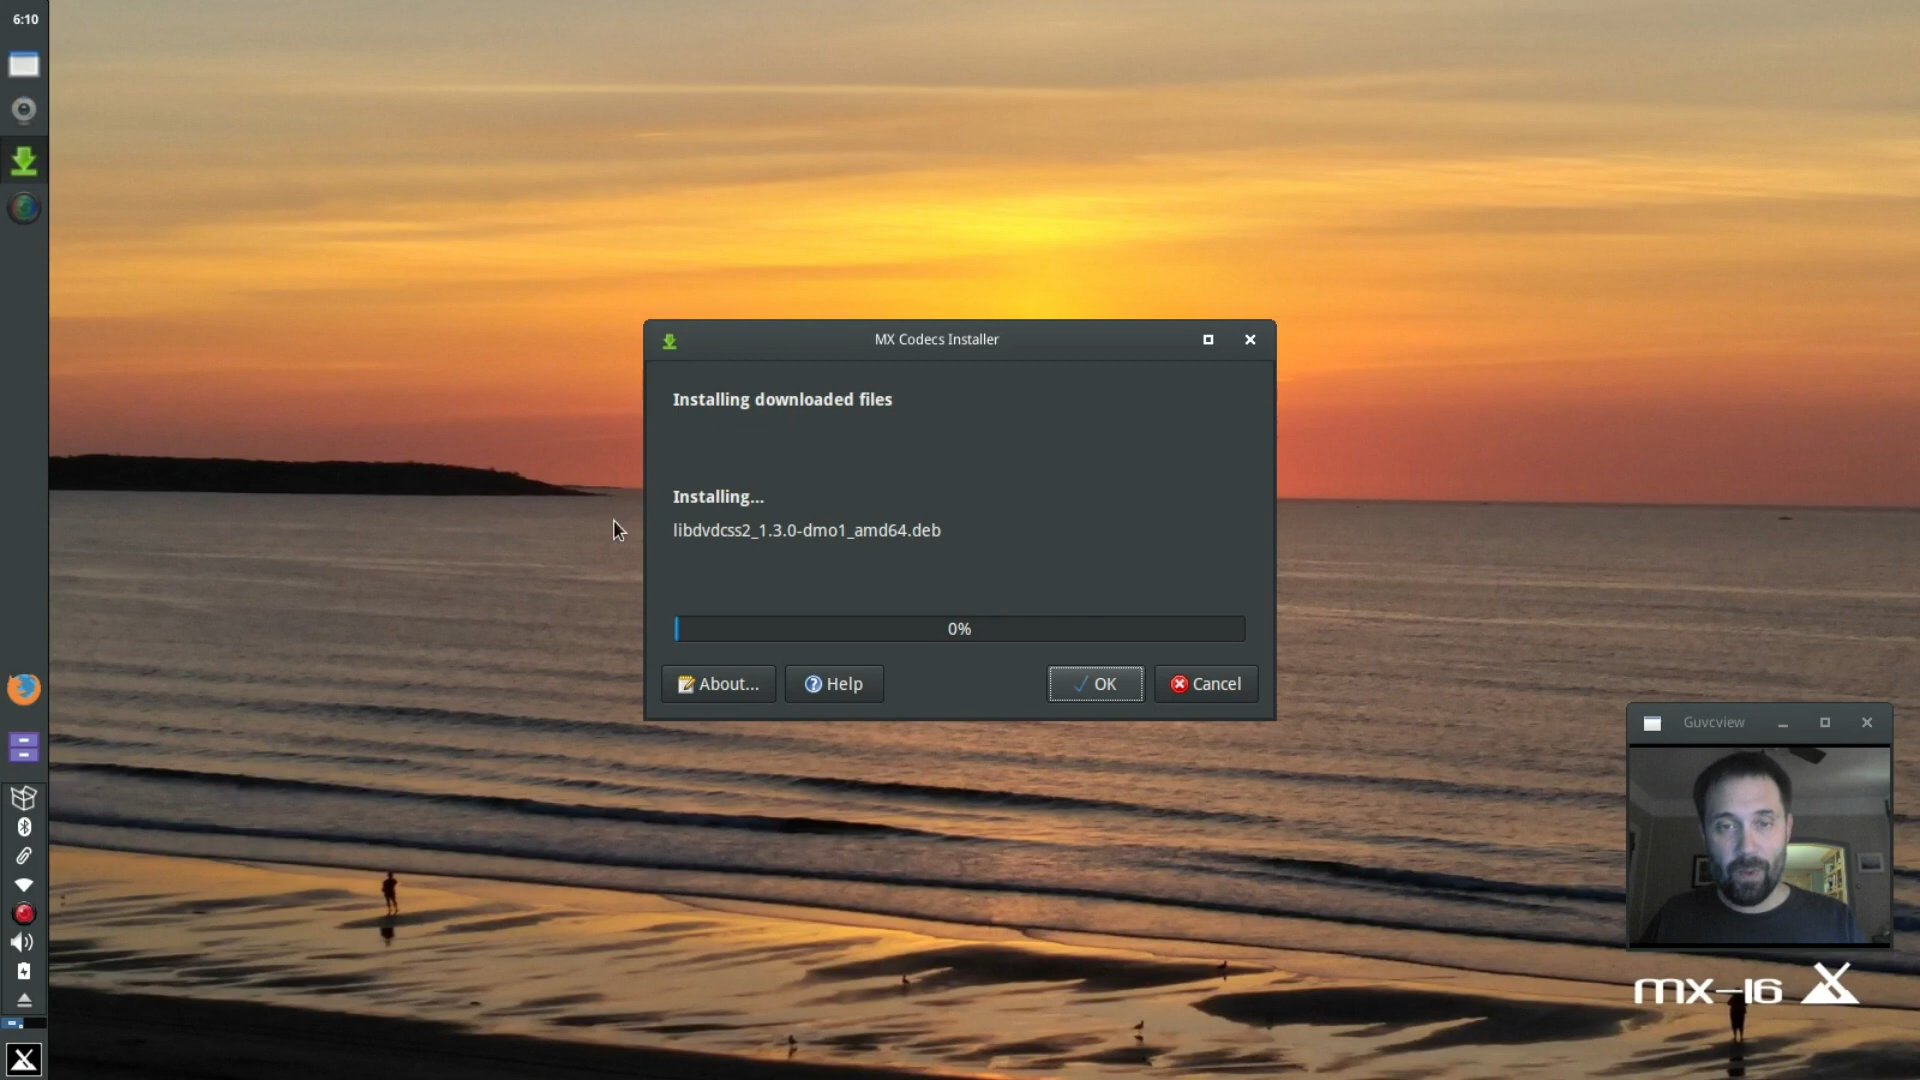 6:10
MX Codecs Installer
Installing downloaded files
Installing...
libdvdcss2_1.3.0-dmo1_amd64.deb
0%
About...
Help
OK
Cancel
Guvcview
mx-16